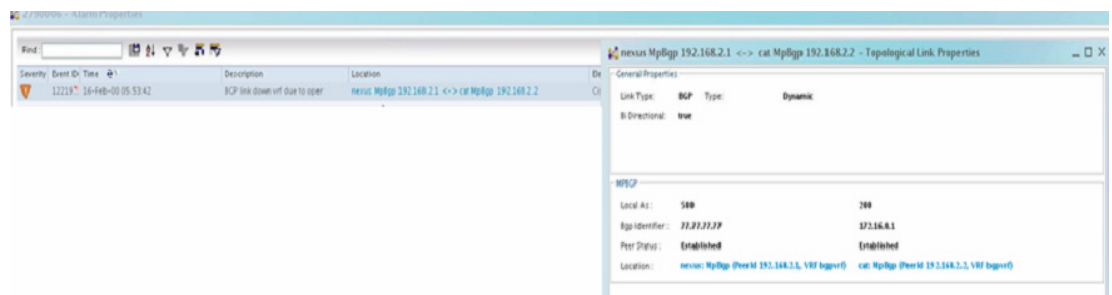 2790006 - Alarm Properties
Find:
Severity Event ID Time Description Location De
16-Feb-00 05:53:42 BGP link down vrf due to oper nexus MpBgp 192.168.2.1 <-> cat MpBgp 192.168.2.2
nexus MpBgp 192.168.2.1 <-> cat MpBgp 192.168.2.2 - Topological Link Properties
General Properties
Link Type: BGP Type: Dynamic
Bi Directional: true
MPBGP
Local As: 500 200
Bgp Identifier: 77.77.77.77 172.16.0.1
Peer Status: Established Established
Location: nexus: MpBgp (PeerId 192.168.2.1, VRF bgpvrf) cat: MpBgp (PeerId 192.168.2.2, VRF bgpvrf)